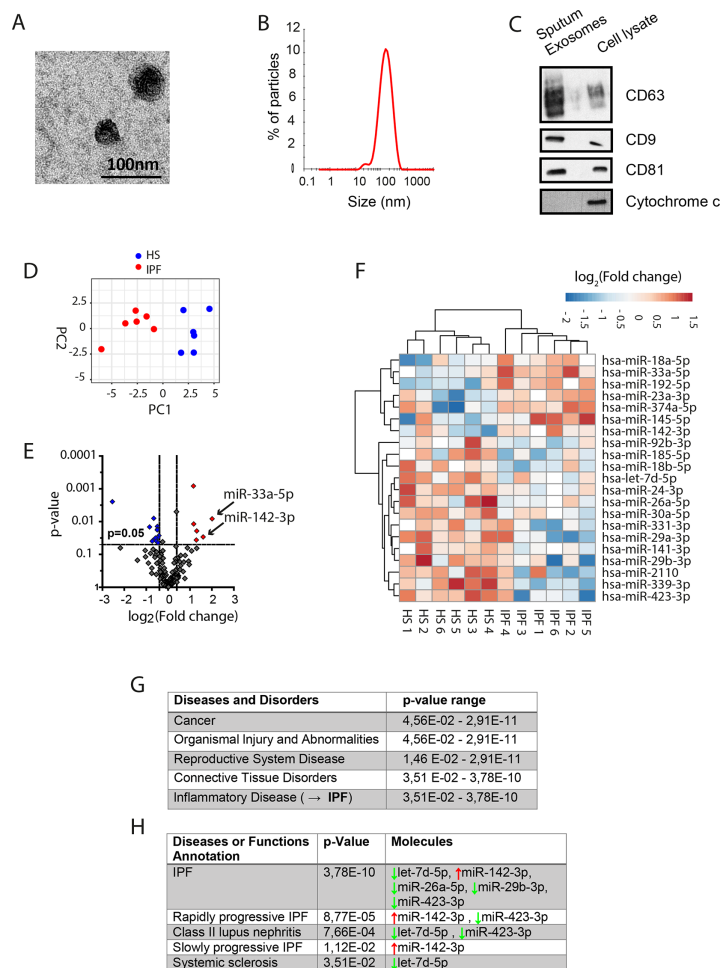 A
100nm
B
% of particles
12
10
8
6
4
2
0
0.1 1 10 100 1000
Size (nm)
C
Sputum
Exosomes Cell lysate
CD63
CD9
CD81
Cytochrome c
D
HS
IPF
PC2
2.5
0
-2.5
-5
-5 -2.5 0 2.5 5
PC1
E
p-value
0.0001
0.001
0.01
0.1
1
p=0.05
miR-33a-5p
miR-142-3p
-3 -2 -1 0 1 2 3
log2(Fold change)
F
log2(Fold change)
-2 -1.5 -1 -0.5 0 0.5 1 1.5
hsa-miR-18a-5p
hsa-miR-33a-5p
hsa-miR-192-5p
hsa-miR-23a-3p
hsa-miR-374a-5p
hsa-miR-145-5p
hsa-miR-142-3p
hsa-miR-92b-3p
hsa-miR-185-5p
hsa-miR-18b-5p
hsa-let-7d-5p
hsa-miR-24-3p
hsa-miR-26a-5p
hsa-miR-30a-5p
hsa-miR-331-3p
hsa-miR-29a-3p
hsa-miR-141-3p
hsa-miR-29b-3p
hsa-miR-2110
hsa-miR-339-3p
hsa-miR-423-3p
HS 1 HS 2 HS 6 HS 5 HS 3 HS 4 IPF 4 IPF 3 IPF 1 IPF 6 IPF 2 IPF 5
G
Diseases and Disorders p-value range
Cancer 4,56E-02 - 2,91E-11
Organismal Injury and Abnormalities 4,56E-02 - 2,91E-11
Reproductive System Disease 1,46 E-02 - 2,91E-11
Connective Tissue Disorders 3,51 E-02 - 3,78E-10
Inflammatory Disease ( → IPF) 3,51E-02 - 3,78E-10
H
Diseases or Functions p-Value Molecules
Annotation
IPF 3,78E-10 ↓let-7d-5p, ↑miR-142-3p,
↓miR-26a-5p, ↓miR-29b-3p,
↓miR-423-3p
Rapidly progressive IPF 8,77E-05 ↑miR-142-3p , ↓miR-423-3p
Class II lupus nephritis 7,66E-04 ↓let-7d-5p , ↓miR-423-3p
Slowly progressive IPF 1,12E-02 ↑miR-142-3p
Systemic sclerosis 3,51E-02 ↓let-7d-5p